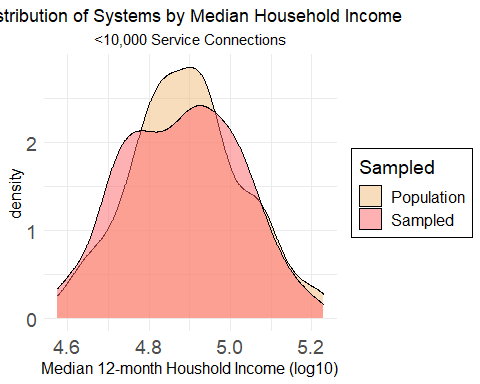 stribution of Systems by Median Household Income
<10,000 Service Connections
density
2
1
0
4.6 4.8 5.0 5.2
Median 12-month Houshold Income (log10)
Sampled
Population
Sampled